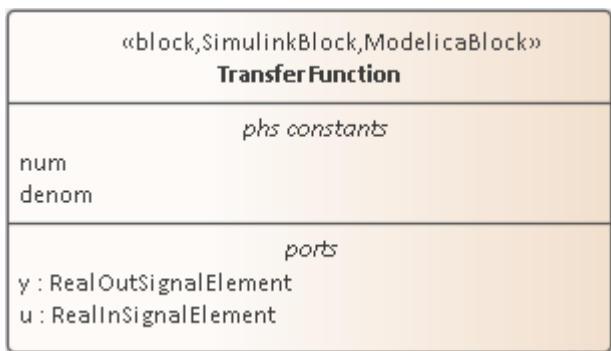 «block,SimulinkBlock,ModelicaBlock»
TransferFunction
phs constants
num
denom
ports
y : RealOutSignalElement
u : RealInSignalElement